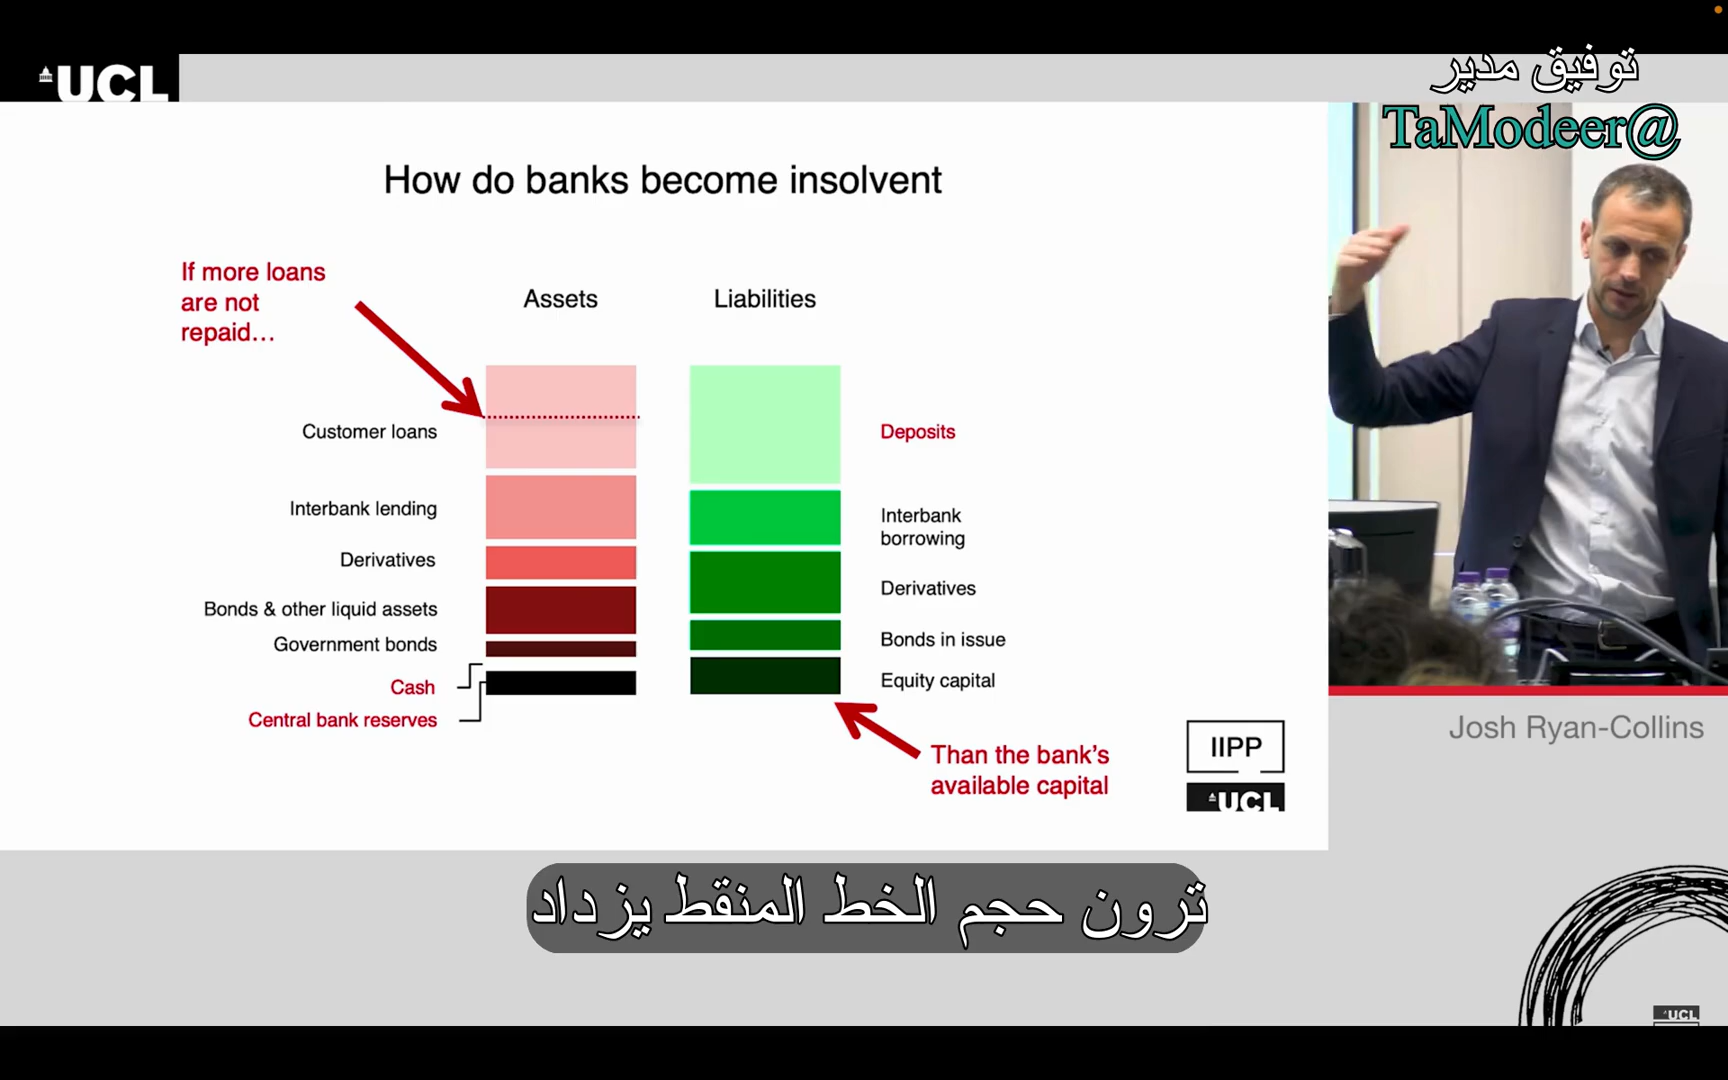 UCL
توفيق مدير
TaModeer@
How do banks become insolvent
If more loans
are not
repaid...
Assets
Liabilities
Customer loans
Deposits
Interbank lending
Interbank
borrowing
Derivatives
Derivatives
Bonds & other liquid assets
Bonds in issue
Government bonds
Equity capital
Cash
Central bank reserves
Than the bank's
available capital
IIPP
UCL
Josh Ryan-Collins
ترون حجم الخط المنقط يزداد
UCL